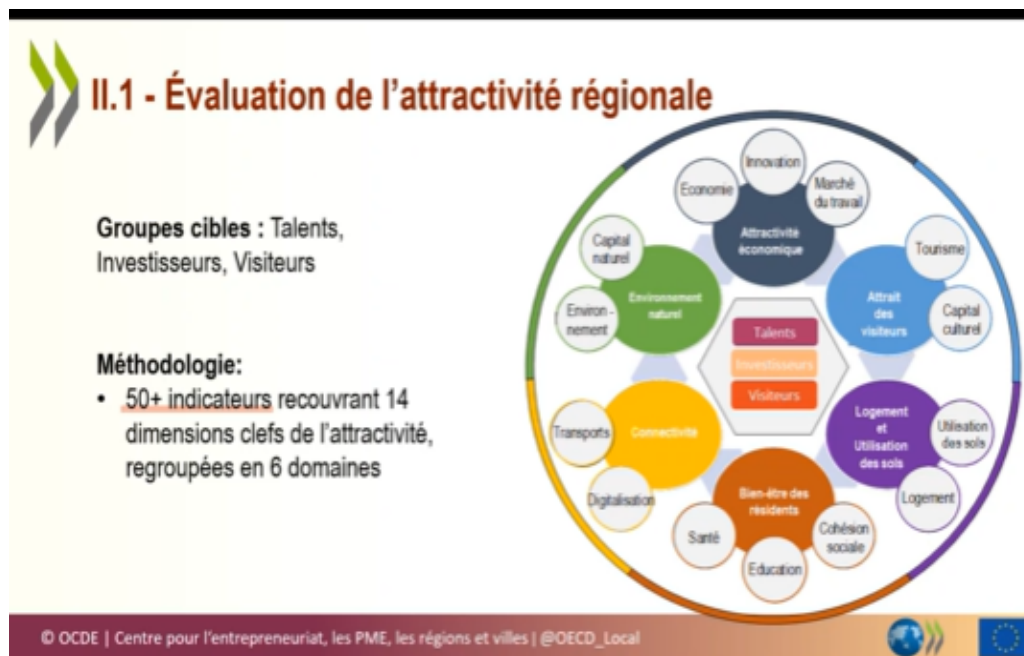 II.1 - Évaluation de l'attractivité régionale
Groupes cibles : Talents,
Investisseurs, Visiteurs
Méthodologie:
• 50+ indicateurs recouvrant 14
dimensions clefs de l'attractivité,
regroupées en 6 domaines
Innovation
Economie
Marché
du travail
Attractivité
économique
Capital
naturel
Environ -
nement
Environnement
naturel
Tourisme
Capital
culturel
Attrait
des
visiteurs
Talents
Investisseurs
Visiteurs
Transports
Digitalisation
Connectivité
Logement
et
Utilisation
des sols
Utilisation
des sols
Logement
Bien-être des
résidents
Santé
Education
Cohésion
sociale
© OCDE | Centre pour l'entrepreneuriat, les PME, les régions et villes | @OECD_Local